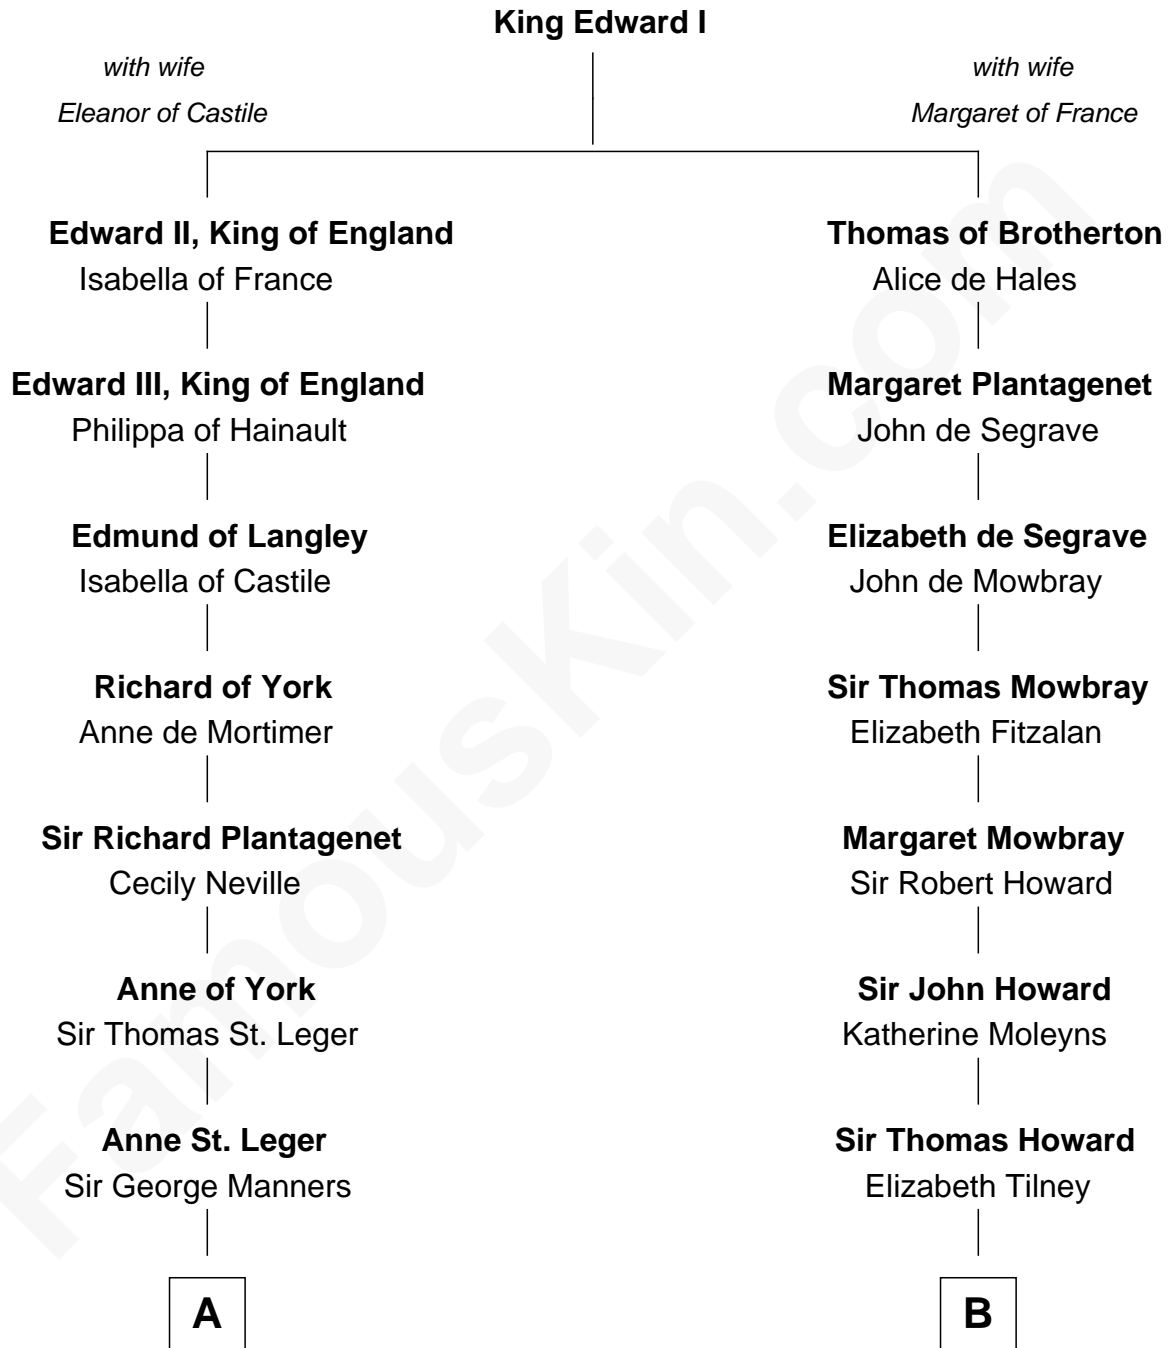 King Edward I
with wife
Eleanor of Castile
with wife
Margaret of France
Edward II, King of England
Isabella of France
Thomas of Brotherton
Alice de Hales
Edward III, King of England
Philippa of Hainault
Margaret Plantagenet
John de Segrave
Edmund of Langley
Isabella of Castile
Elizabeth de Segrave
John de Mowbray
Richard of York
Anne de Mortimer
Sir Thomas Mowbray
Elizabeth Fitzalan
Sir Richard Plantagenet
Cecily Neville
Margaret Mowbray
Sir Robert Howard
Anne of York
Sir Thomas St. Leger
Sir John Howard
Katherine Moleyns
Anne St. Leger
Sir George Manners
Sir Thomas Howard
Elizabeth Tilney
A
B
FamousKin.com